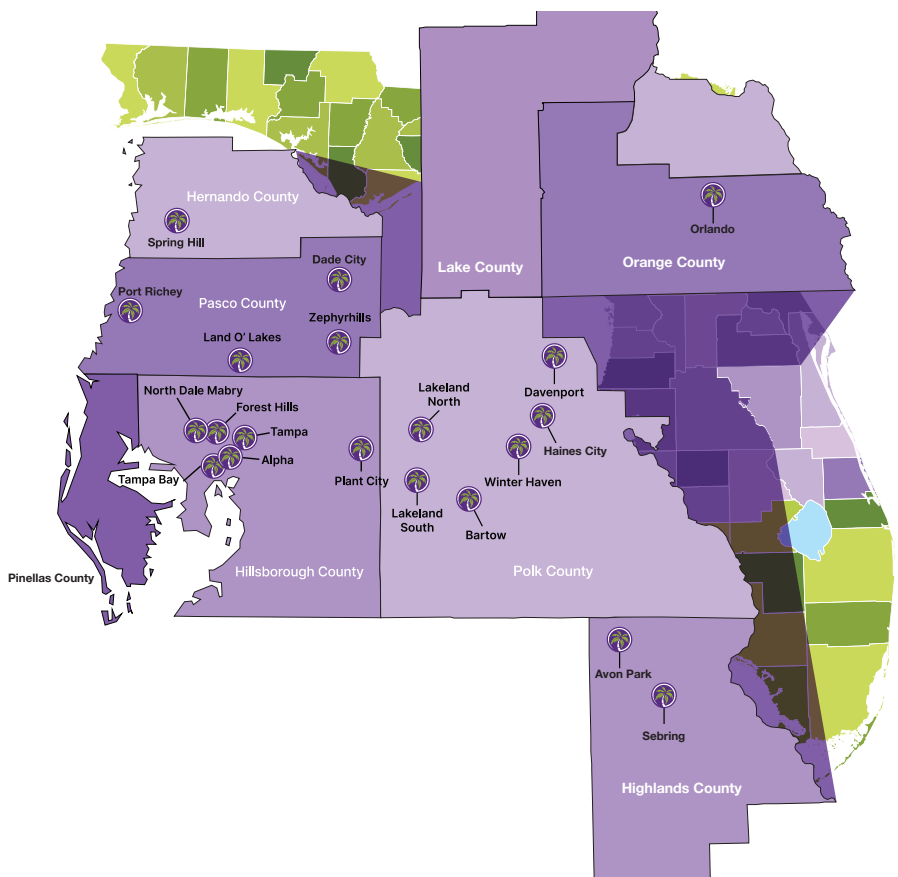 Hernando County
Spring Hill
Orlando
Lake County
Orange County
Dade City
Port Richey
Pasco County
Zephyrhills
Land O' Lakes
North Dale Mabry
Forest Hills
Tampa
Alpha
Tampa Bay
Plant City
Lakeland
North
Davenport
Haines City
Winter Haven
Lakeland
South
Bartow
Pinellas County
Hillsborough County
Polk County
Avon Park
Sebring
Highlands County